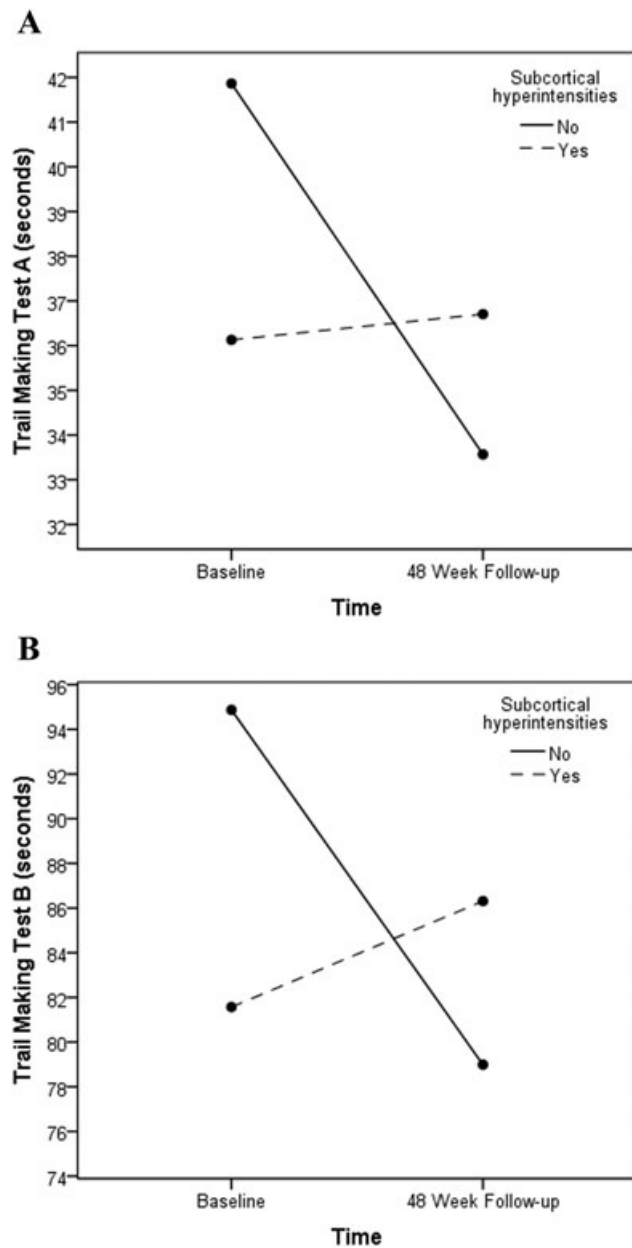 A
Trail Making Test A (seconds)
42
41
40
39
38
37
36
35
34
33
32
Subcortical
hyperintensities
No
Yes
Baseline
48 Week Follow-up
Time
B
Trail Making Test B (seconds)
96
94
92
90
88
86
84
82
80
78
76
74
Subcortical
hyperintensities
No
Yes
Baseline
48 Week Follow-up
Time